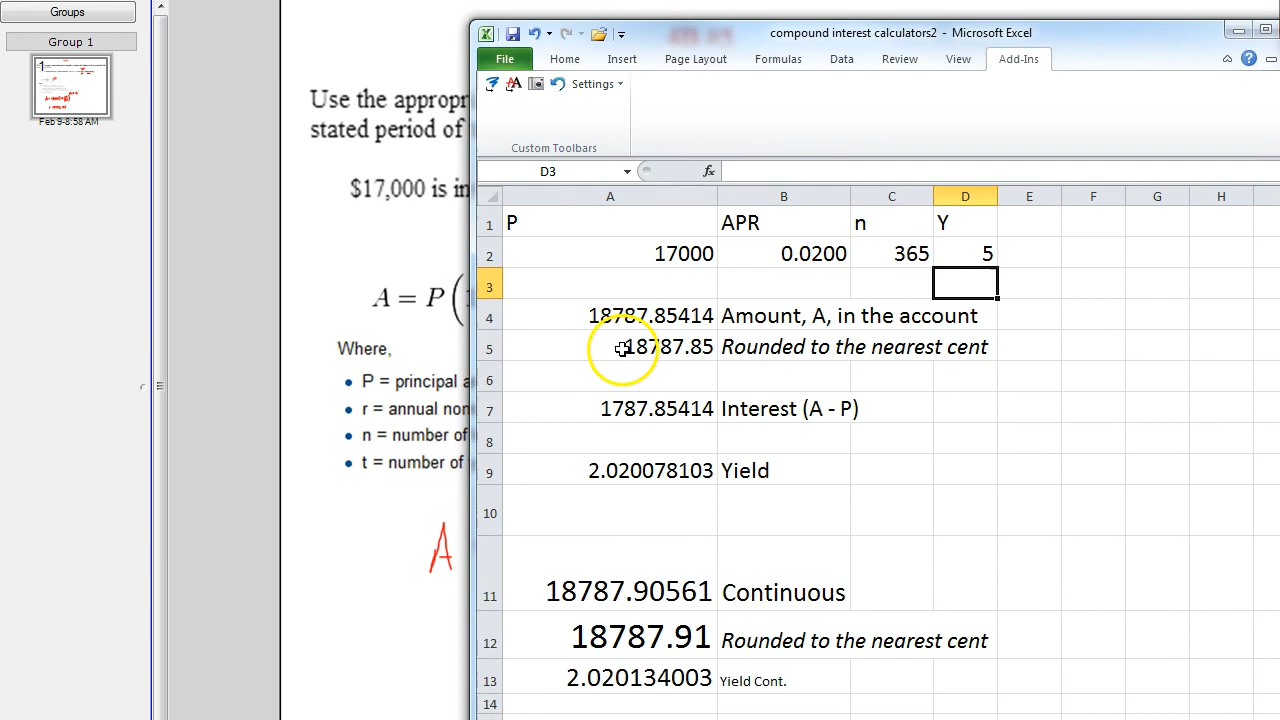 Groups
Group 1
Feb 9-8:58 AM
Use the appropr
stated period of
$17,000 is in
A = P (1
Where,
P = principal a
r = annual non
n = number of
t = number of
A
compound interest calculators2 - Microsoft Excel
File Home Insert Page Layout Formulas Data Review View Add-Ins
Settings
Custom Toolbars
D3 fx
A B C D E F G H
1 P APR n Y
2 17000 0.0200 365 5
3
4 18787.85414 Amount, A, in the account
5 18787.85 Rounded to the nearest cent
6
7 1787.85414 Interest (A - P)
8
9 2.020078103 Yield
10
11 18787.90561 Continuous
12 18787.91 Rounded to the nearest cent
13 2.020134003 Yield Cont.
14